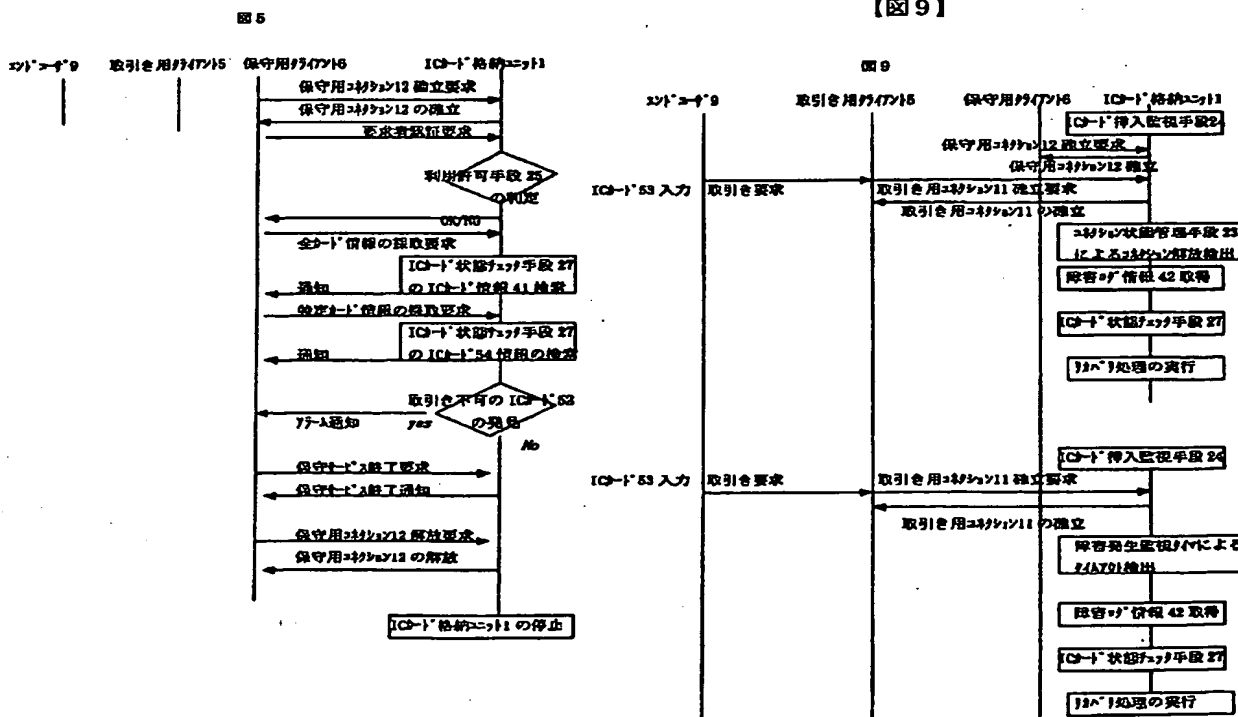 図5
エンドユーザ9 取引き用クライアント5 保守用クライアント6 ICカード格納ユニット1
保守用コネクション12 確立要求
保守用コネクション12 の確立
要求者認証要求
利用許可手段 25
の判定
OK/NG
全カード情報の採取要求
ICカード状態チェック手段 27
の ICカード情報 41 検索
通知
特定カード情報の採取要求
ICカード状態チェック手段 27
の ICカード54 情報の検索
通知
取引き不可の ICカード53
の発見
アラーム通知 yes
No
保守サービス終了要求
保守サービス終了通知
保守用コネクション12 解放要求
保守用コネクション12 の解放
ICカード格納ユニット1 の停止
【図9】
図9
エンドユーザ9 取引き用クライアント5 保守用クライアント6 ICカード格納ユニット1
ICカード挿入監視手段24
保守用コネクション12 確立要求
保守用コネクション12 確立
ICカード53 入力 取引き要求 取引き用コネクション11 確立要求
取引き用コネクション11 の確立
コネクション状態管理手段 23
によるコネクション解放検出
障害ログ情報 42 取得
ICカード状態チェック手段 27
リカバリ処理の実行
ICカード挿入監視手段 24
ICカード53 入力 取引き要求 取引き用コネクション11 確立要求
取引き用コネクション11 の確立
障害発生監視タイマによる
タイムアウト検出
障害ログ情報 42 取得
ICカード状態チェック手段 27
リカバリ処理の実行